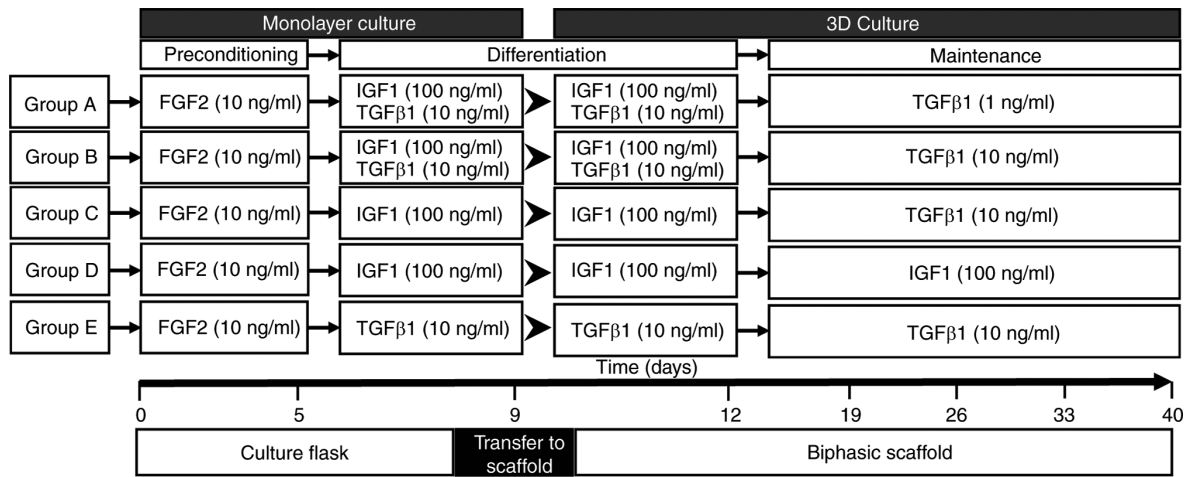 Monolayer culture
3D Culture
Preconditioning
Differentiation
Maintenance
Group A
FGF2 (10 ng/ml)
IGF1 (100 ng/ml)
TGFβ1 (10 ng/ml)
IGF1 (100 ng/ml)
TGFβ1 (10 ng/ml)
TGFβ1 (1 ng/ml)
Group B
FGF2 (10 ng/ml)
IGF1 (100 ng/ml)
TGFβ1 (10 ng/ml)
IGF1 (100 ng/ml)
TGFβ1 (10 ng/ml)
TGFβ1 (10 ng/ml)
Group C
FGF2 (10 ng/ml)
IGF1 (100 ng/ml)
IGF1 (100 ng/ml)
TGFβ1 (10 ng/ml)
Group D
FGF2 (10 ng/ml)
IGF1 (100 ng/ml)
IGF1 (100 ng/ml)
IGF1 (100 ng/ml)
Group E
FGF2 (10 ng/ml)
TGFβ1 (10 ng/ml)
TGFβ1 (10 ng/ml)
TGFβ1 (10 ng/ml)
Time (days)
0 5 9 12 19 26 33 40
Culture flask
Transfer to
scaffold
Biphasic scaffold